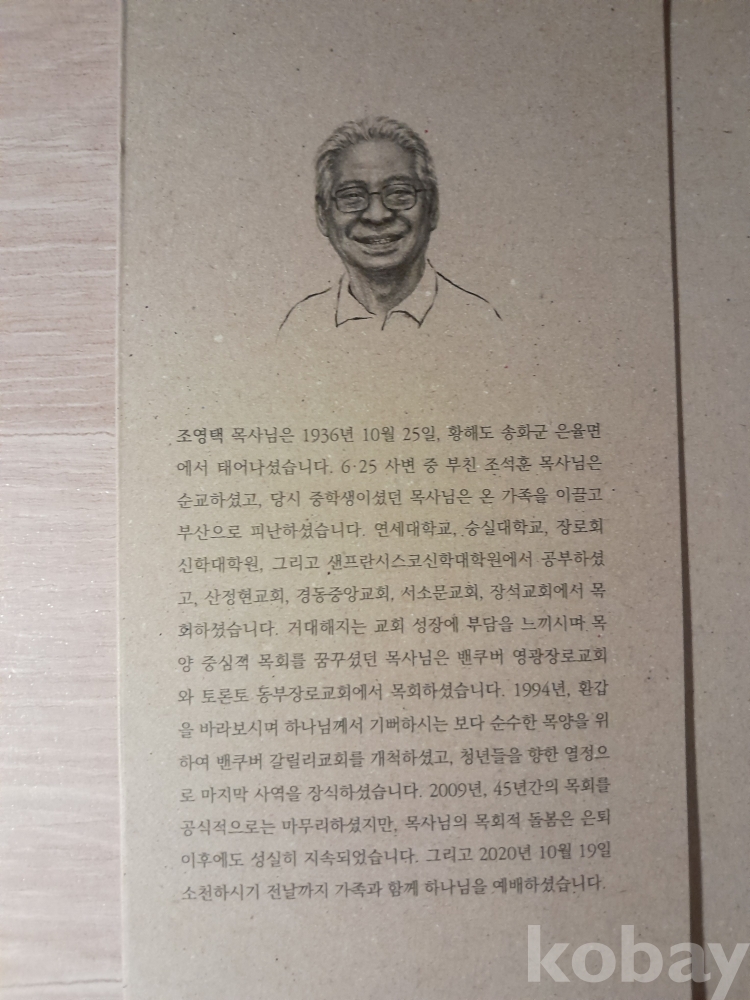 조영택 목사님은 1936년 10월 25일, 황해도 송화군 은율면
에서 태어나셨습니다. 6·25 사변 중 부친 조석훈 목사님은
순교하셨고, 당시 중학생이셨던 목사님은 온 가족을 이끌고
부산으로 피난하셨습니다. 연세대학교, 숭실대학교, 장로회
신학대학원, 그리고 샌프란시스코신학대학원에서 공부하셨
고, 산정현교회, 경동중앙교회, 서소문교회, 장석교회에서 목
회하셨습니다. 거대해지는 교회 성장에 부담을 느끼시며 목
양 중심적 목회를 꿈꾸셨던 목사님은 밴쿠버 영광장로교회
와 토론토 동부장로교회에서 목회하셨습니다. 1994년, 환갑
을 바라보시며 하나님께서 기뻐하시는 보다 순수한 목양을 위
하여 밴쿠버 갈릴리교회를 개척하셨고, 청년들을 향한 열정으
로 마지막 사역을 장식하셨습니다. 2009년, 45년간의 목회를
공식적으로는 마무리하셨지만, 목사님의 목회적 돌봄은 은퇴
이후에도 성실히 지속되었습니다. 그리고 2020년 10월 19일
소천하시기 전날까지 가족과 함께 하나님을 예배하셨습니다.
kobay